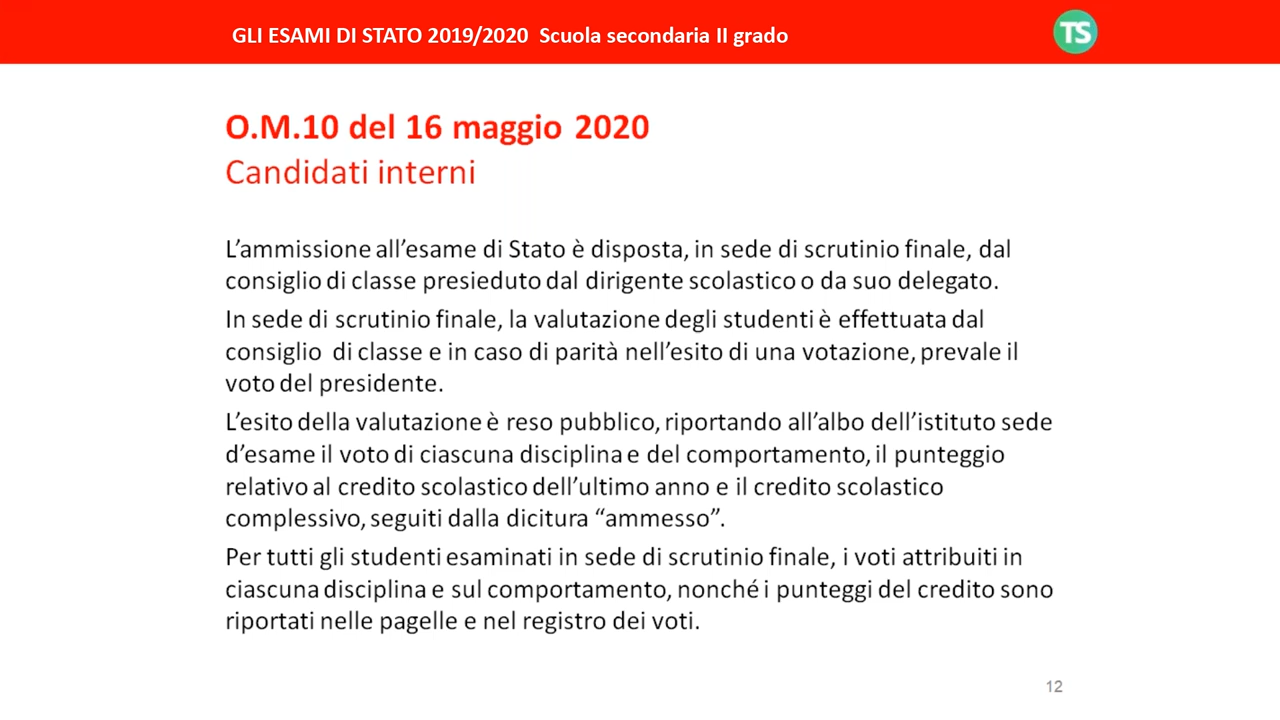 GLI ESAMI DI STATO 2019/2020 Scuola secondaria II grado
TS
O.M.10 del 16 maggio 2020
Candidati interni
L'ammissione all'esame di Stato è disposta, in sede di scrutinio finale, dal
consiglio di classe presieduto dal dirigente scolastico o da suo delegato.
In sede di scrutinio finale, la valutazione degli studenti è effettuata dal
consiglio di classe e in caso di parità nell'esito di una votazione, prevale il
voto del presidente.
L'esito della valutazione è reso pubblico, riportando all'albo dell'istituto sede
d'esame il voto di ciascuna disciplina e del comportamento, il punteggio
relativo al credito scolastico dell'ultimo anno e il credito scolastico
complessivo, seguiti dalla dicitura “ammesso”.
Per tutti gli studenti esaminati in sede di scrutinio finale, i voti attribuiti in
ciascuna disciplina e sul comportamento, nonché i punteggi del credito sono
riportati nelle pagelle e nel registro dei voti.
12